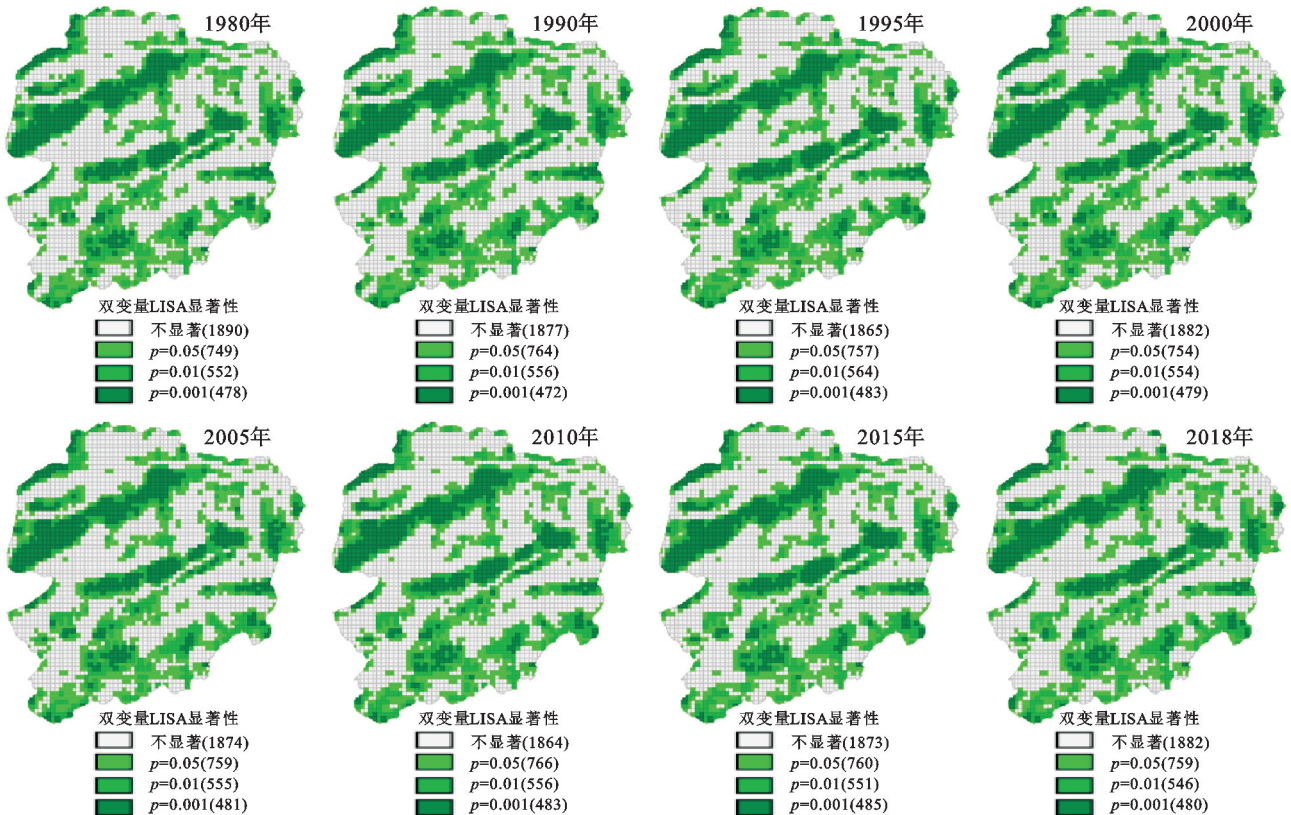 1980年
双变量LISA显著性
不显著(1890)
p=0.05(749)
p=0.01(552)
p=0.001(478)
1990年
双变量LISA显著性
不显著(1877)
p=0.05(764)
p=0.01(556)
p=0.001(472)
1995年
双变量LISA显著性
不显著(1865)
p=0.05(757)
p=0.01(564)
p=0.001(483)
2000年
双变量LISA显著性
不显著(1882)
p=0.05(754)
p=0.01(554)
p=0.001(479)
2005年
双变量LISA显著性
不显著(1874)
p=0.05(759)
p=0.01(555)
p=0.001(481)
2010年
双变量LISA显著性
不显著(1864)
p=0.05(766)
p=0.01(556)
p=0.001(483)
2015年
双变量LISA显著性
不显著(1873)
p=0.05(760)
p=0.01(551)
p=0.001(485)
2018年
双变量LISA显著性
不显著(1882)
p=0.05(759)
p=0.01(546)
p=0.001(480)